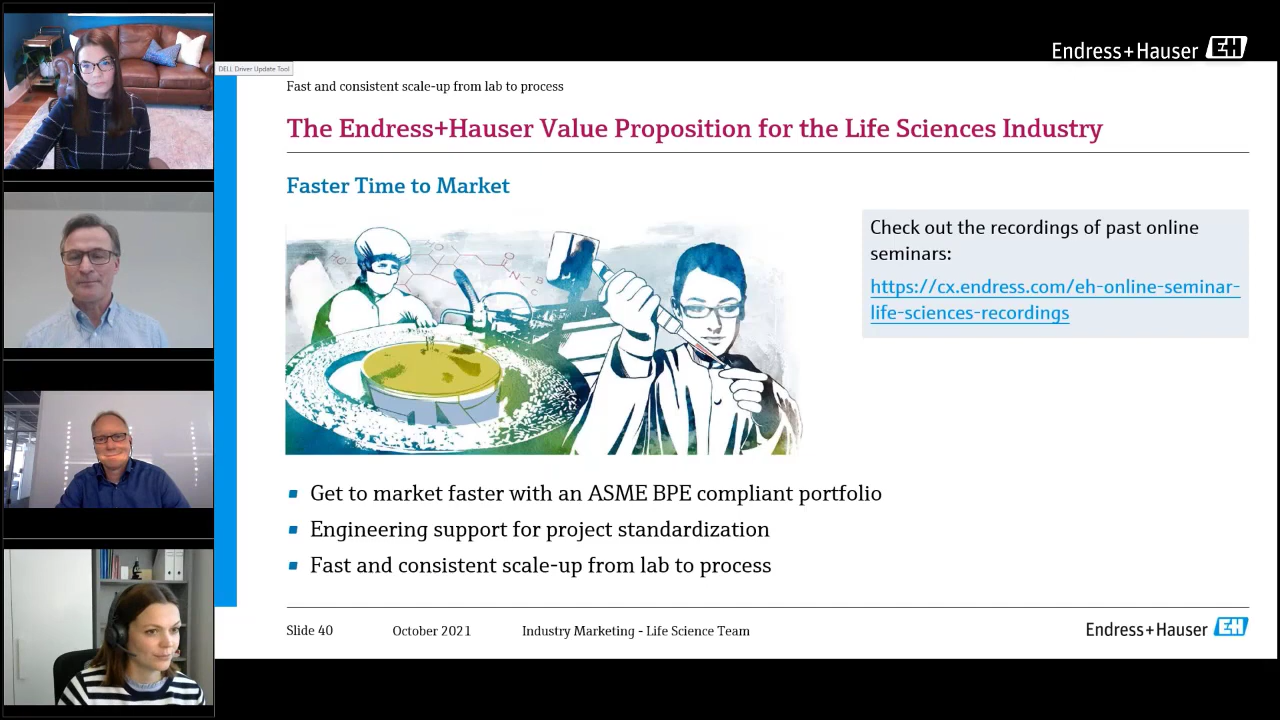 Endress+Hauser EH
DELL Driver Update Tool
Fast and consistent scale-up from lab to process
The Endress+Hauser Value Proposition for the Life Sciences Industry
Faster Time to Market
Check out the recordings of past online
seminars:
https://cx.endress.com/eh-online-seminar-
life-sciences-recordings
HO
HO
O
N
B
C
Get to market faster with an ASME BPE compliant portfolio
Engineering support for project standardization
Fast and consistent scale-up from lab to process
Slide 40
October 2021
Industry Marketing - Life Science Team
Endress+Hauser EH